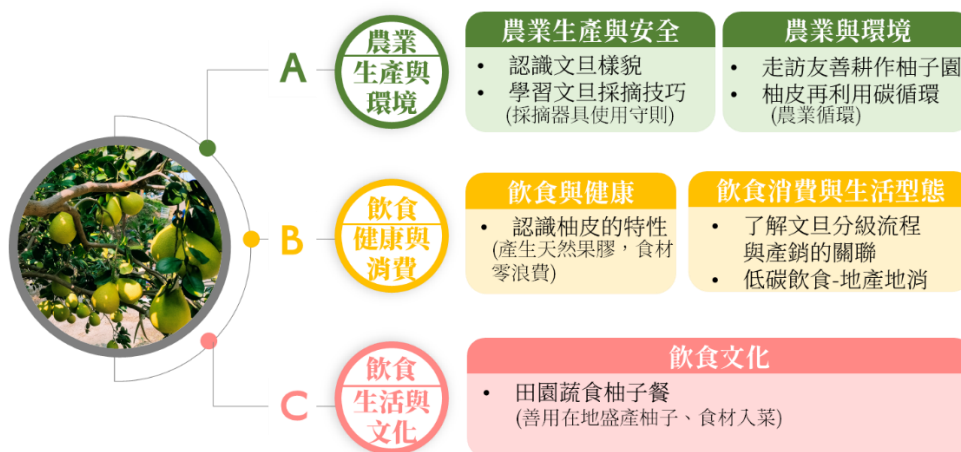 A
農業
生產與
環境
農業生產與安全
• 認識文旦樣貌
• 學習文旦採摘技巧
(採摘器具使用守則)
農業與環境
• 走訪友善耕作柚子園
• 柚皮再利用碳循環
(農業循環)
B
飲食
健康與
消費
飲食與健康
• 認識柚皮的特性
(產生天然果膠，食材
零浪費)
飲食消費與生活型態
• 了解文旦分級流程
與產銷的關聯
• 低碳飲食-地產地消
C
飲食
生活與
文化
飲食文化
• 田園蔬食柚子餐
(善用在地盛產柚子、食材入菜)